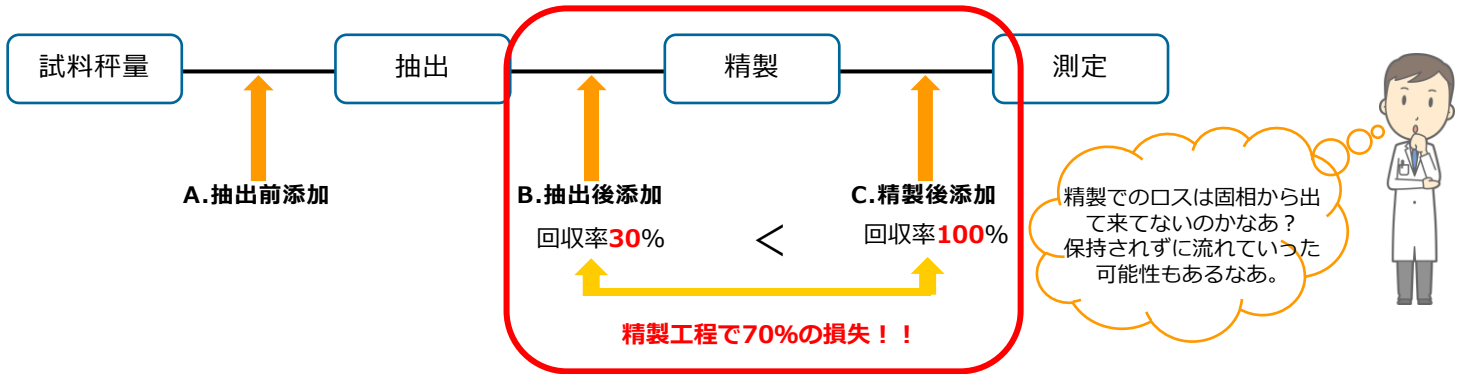 試料秤量
抽出
精製
測定
A.抽出前添加
B.抽出後添加
C.精製後添加
回収率30%
＜
回収率100%
精製工程で70%の損失！！
精製でのロスは固相から出
て来てないのかなあ？
保持されずに流れていった
可能性もあるなあ。